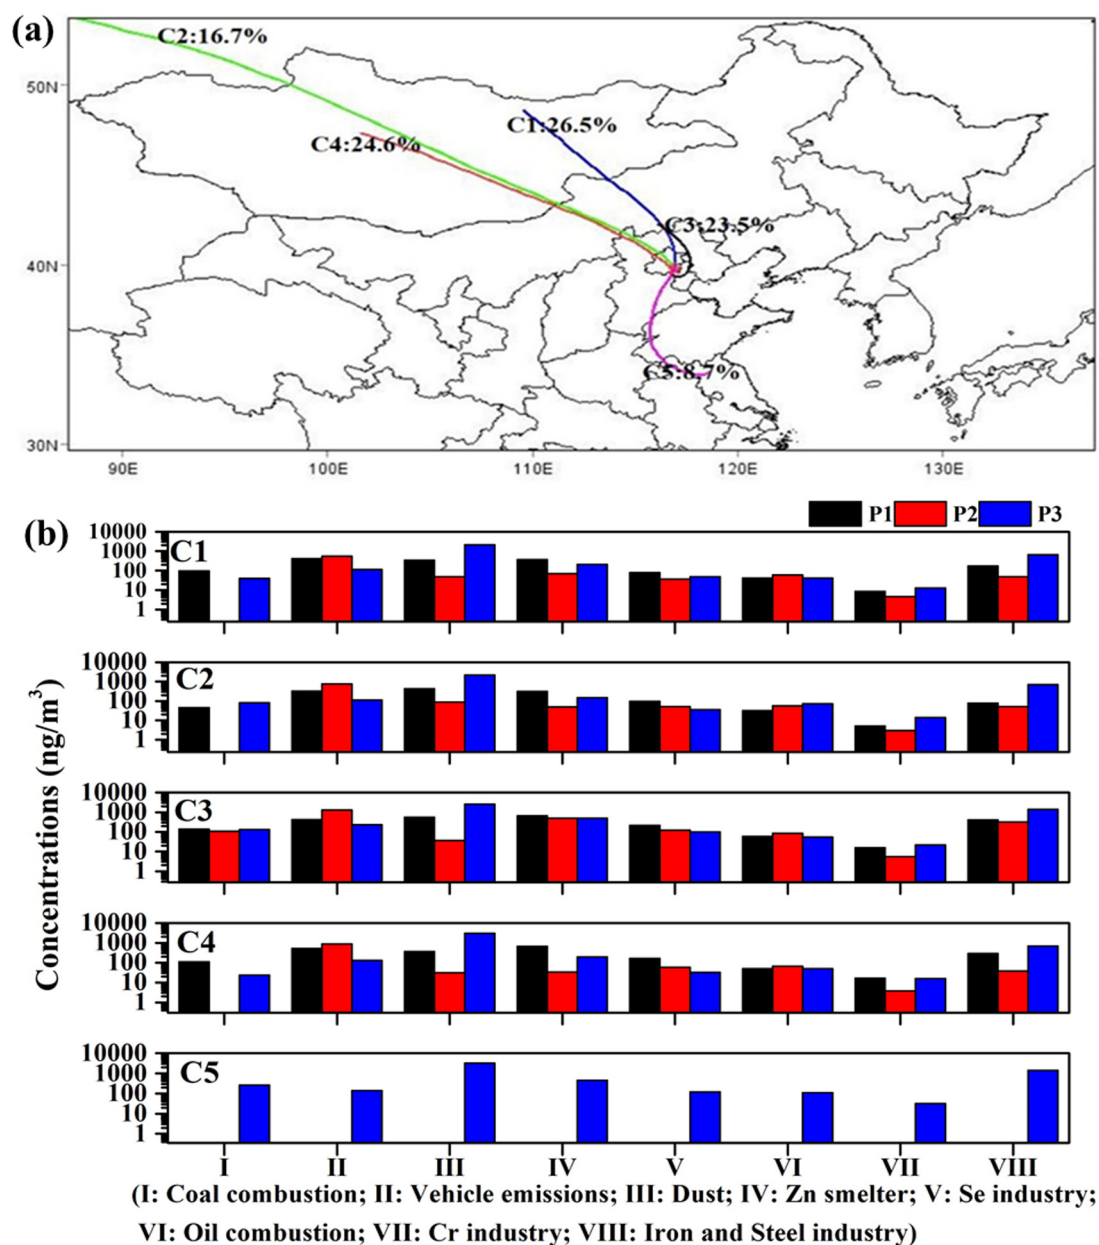 (a)
C2:16.7%
50N
C1:26.5%
C4:24.6%
C3:23.5%
40N
C5:8.7%
30N
90E 100E 110E 120E 130E
(b)
P1 P2 P3
Concentrations (ng/m³)
10000
1000
100
10
1
C1
10000
1000
100
10
1
C2
10000
1000
100
10
1
C3
10000
1000
100
10
1
C4
10000
1000
100
10
1
C5
I II III IV V VI VII VIII
(I: Coal combustion; II: Vehicle emissions; III: Dust; IV: Zn smelter; V: Se industry;
VI: Oil combustion; VII: Cr industry; VIII: Iron and Steel industry)